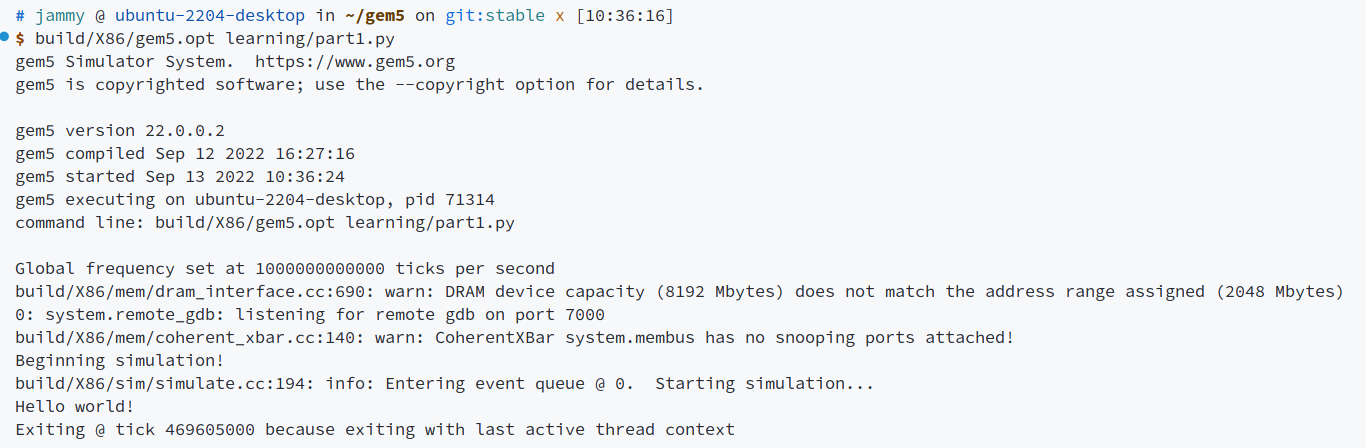 # jammy @ ubuntu-2204-desktop in ~/gem5 on git:stable x [10:36:16]
$ build/X86/gem5.opt learning/part1.py
gem5 Simulator System.  https://www.gem5.org
gem5 is copyrighted software; use the --copyright option for details.

gem5 version 22.0.0.2
gem5 compiled Sep 12 2022 16:27:16
gem5 started Sep 13 2022 10:36:24
gem5 executing on ubuntu-2204-desktop, pid 71314
command line: build/X86/gem5.opt learning/part1.py

Global frequency set at 1000000000000 ticks per second
build/X86/mem/dram_interface.cc:690: warn: DRAM device capacity (8192 Mbytes) does not match the address range assigned (2048 Mbytes)
0: system.remote_gdb: listening for remote gdb on port 7000
build/X86/mem/coherent_xbar.cc:140: warn: CoherentXBar system.membus has no snooping ports attached!
Beginning simulation!
build/X86/sim/simulate.cc:194: info: Entering event queue @ 0.  Starting simulation...
Hello world!
Exiting @ tick 469605000 because exiting with last active thread context